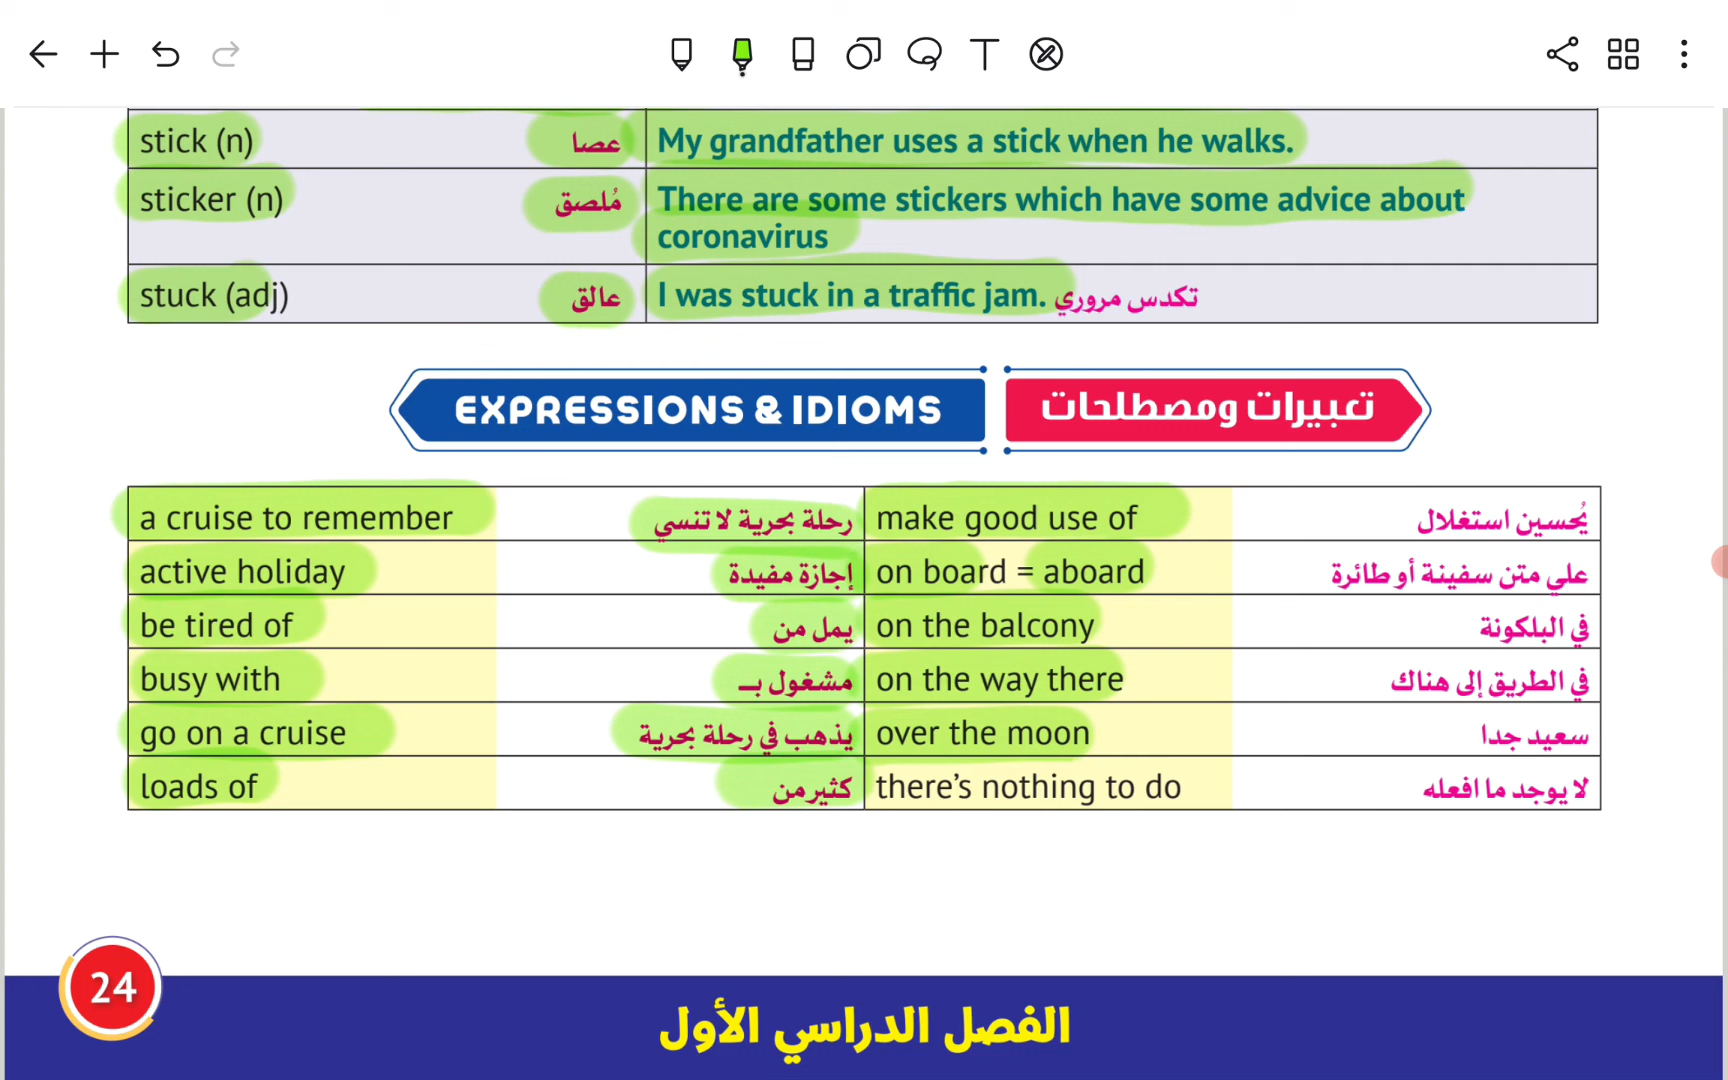 stick (n) عصا My grandfather uses a stick when he walks.
sticker (n) مُلصق There are some stickers which have some advice about
coronavirus
stuck (adj) عالق I was stuck in a traffic jam. تكدس مروري
EXPRESSIONS & IDIOMS تعبيرات ومصطلحات
a cruise to remember رحلة بحرية لا تنسي make good use of يُحسين استغلال
active holiday إجازة مفيدة on board = aboard علي متن سفينة أو طائرة
be tired of يمل من on the balcony في البلكونة
busy with مشغول بـ on the way there في الطريق إلى هناك
go on a cruise يذهب في رحلة بحرية over the moon سعيد جدا
loads of كثير من there's nothing to do لا يوجد ما افعله
24
الفصل الدراسي الأول